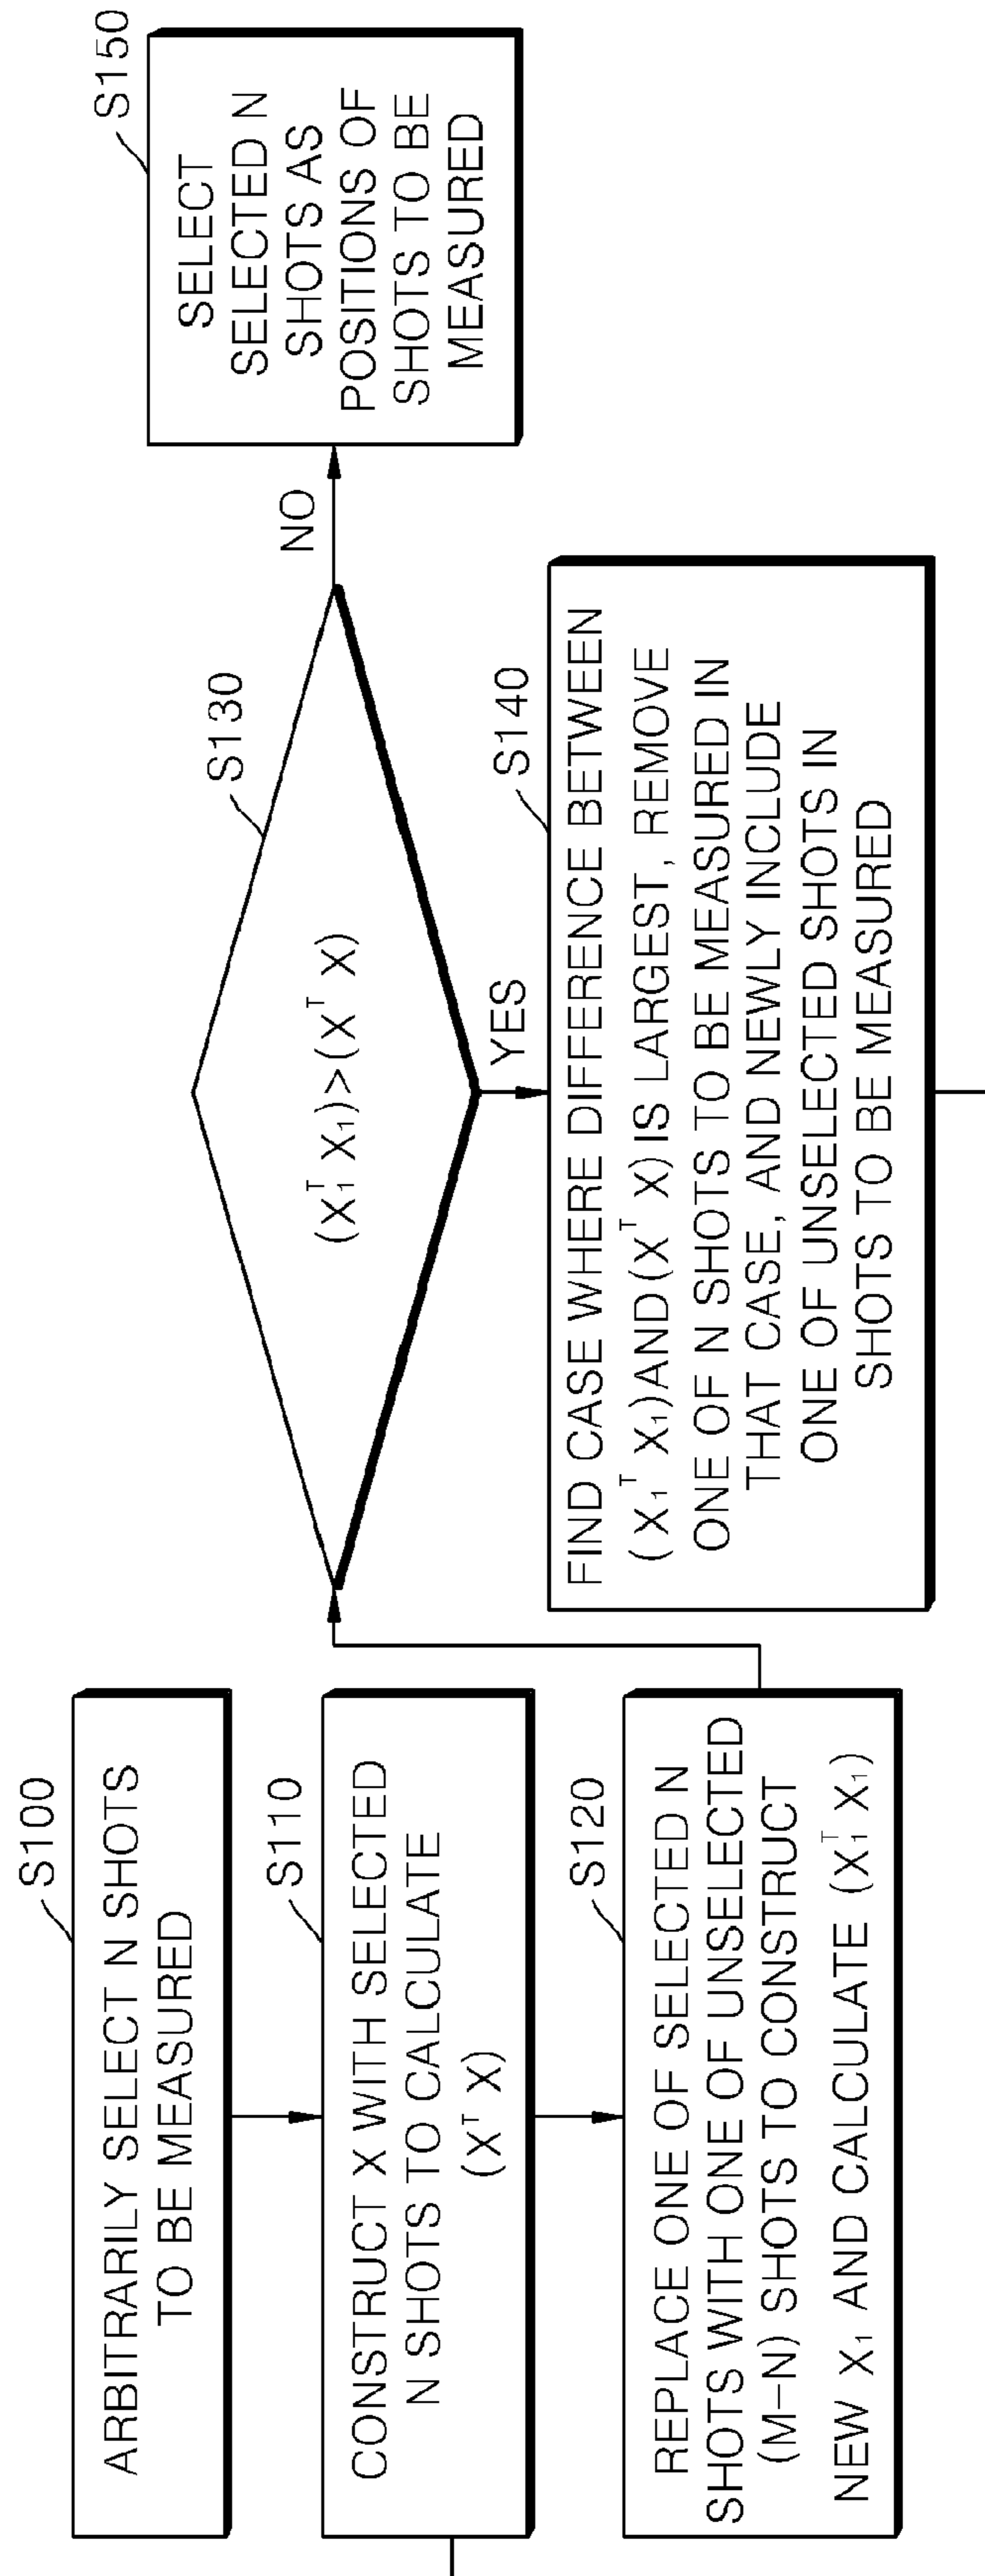 S100
ARBITRARILY SELECT N SHOTS
TO BE MEASURED
S110
CONSTRUCT X WITH SELECTED
N SHOTS TO CALCULATE
(Xᵀ X)
S120
REPLACE ONE OF SELECTED N
SHOTS WITH ONE OF UNSELECTED
(M-N) SHOTS TO CONSTRUCT
NEW X₁ AND CALCULATE (X₁ᵀ X₁)
S130
(X₁ᵀ X₁)>(Xᵀ X)
YES
NO
S140
FIND CASE WHERE DIFFERENCE BETWEEN
(X₁ᵀ X₁)AND(Xᵀ X) IS LARGEST, REMOVE
ONE OF N SHOTS TO BE MEASURED IN
THAT CASE, AND NEWLY INCLUDE
ONE OF UNSELECTED SHOTS IN
SHOTS TO BE MEASURED
S150
SELECT
SELECTED N
SHOTS AS
POSITIONS OF
SHOTS TO BE
MEASURED